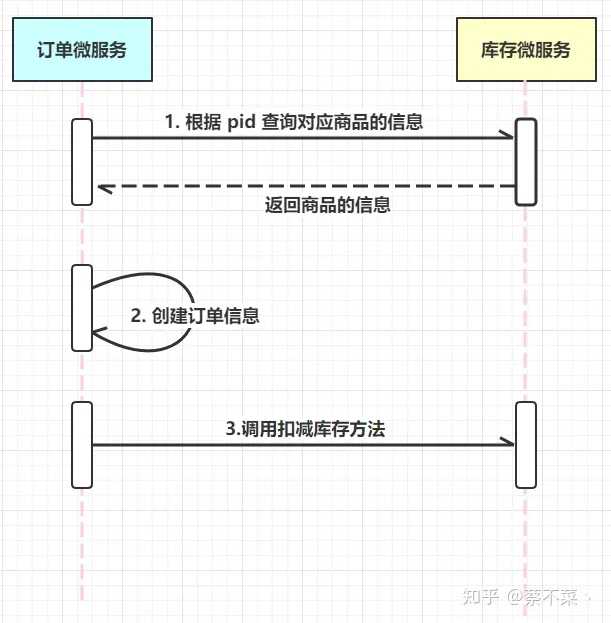 订单微服务
库存微服务
1. 根据 pid 查询对应商品的信息
返回商品的信息
2. 创建订单信息
3.调用扣减库存方法
知乎 @蔡不菜